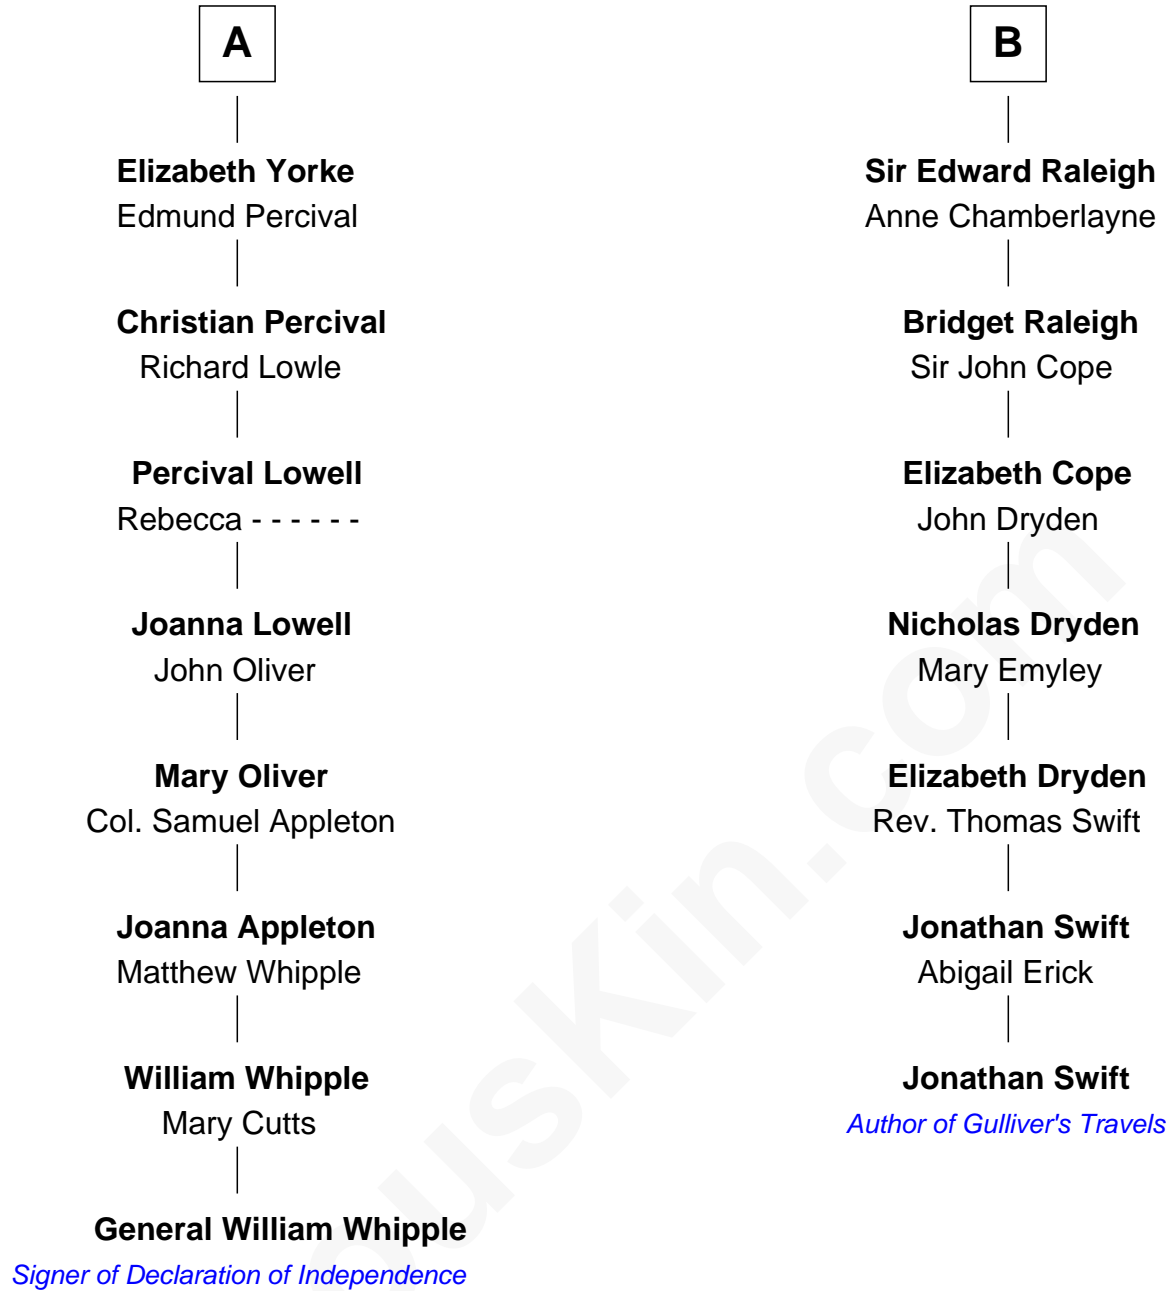 A
Elizabeth Yorke
Edmund Percival
Christian Percival
Richard Lowle
Percival Lowell
Rebecca - - - - - -
Joanna Lowell
John Oliver
Mary Oliver
Col. Samuel Appleton
Joanna Appleton
Matthew Whipple
William Whipple
Mary Cutts
General William Whipple
Signer of Declaration of Independence
B
Sir Edward Raleigh
Anne Chamberlayne
Bridget Raleigh
Sir John Cope
Elizabeth Cope
John Dryden
Nicholas Dryden
Mary Emyley
Elizabeth Dryden
Rev. Thomas Swift
Jonathan Swift
Abigail Erick
Jonathan Swift
Author of Gulliver's Travels